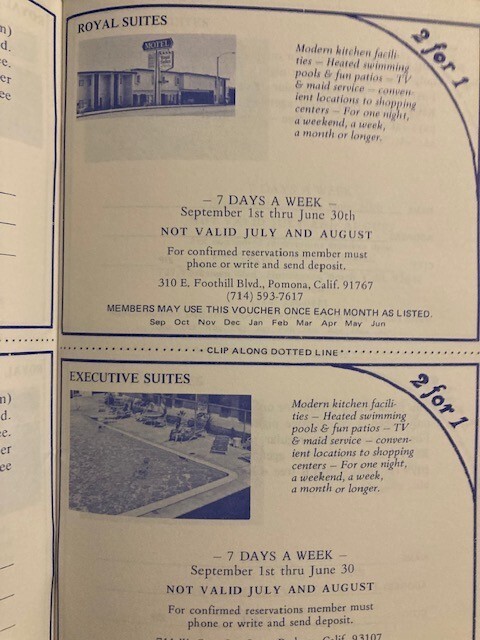 ROYAL SUITES
2 for 1
MOTEL
Modern kitchen facili-
ties — Heated swimming
pools & fun patios — TV
& maid service — conven-
ient locations to shopping
centers — For one night,
a weekend, a week,
a month or longer.
— 7 DAYS A WEEK —
September 1st thru June 30th
NOT VALID JULY AND AUGUST
For confirmed reservations member must
phone or write and send deposit.
310 E. Foothill Blvd., Pomona, Calif. 91767
(714) 593-7617
MEMBERS MAY USE THIS VOUCHER ONCE EACH MONTH AS LISTED.
Sep Oct Nov Dec Jan Feb Mar Apr May Jun
CLIP ALONG DOTTED LINE
EXECUTIVE SUITES
2 for 1
Modern kitchen facili-
ties — Heated swimming
pools & fun patios — TV
& maid service — conven-
ient locations to shopping
centers — For one night,
a weekend, a week,
a month or longer.
— 7 DAYS A WEEK —
September 1st thru June 30
NOT VALID JULY AND AUGUST
For confirmed reservations member must
phone or write and send deposit.
Calif. 93107